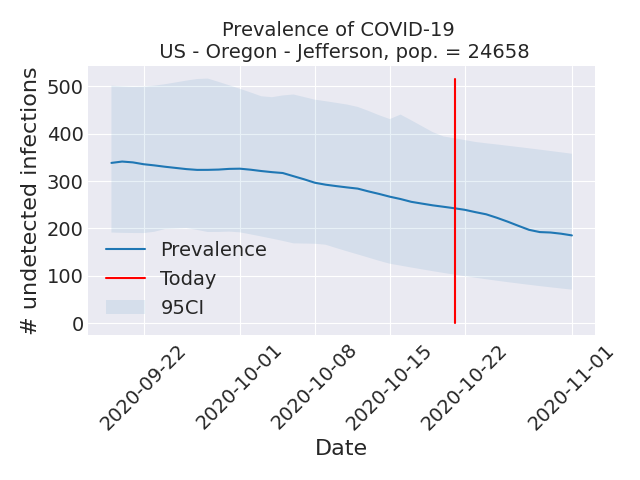 Prevalence of COVID-19
US - Oregon - Jefferson, pop. = 24658
# undetected infections
500
400
300
200
100
0
Prevalence
Today
95CI
2020-09-22
2020-10-01
2020-10-08
2020-10-15
2020-10-22
2020-11-01
Date